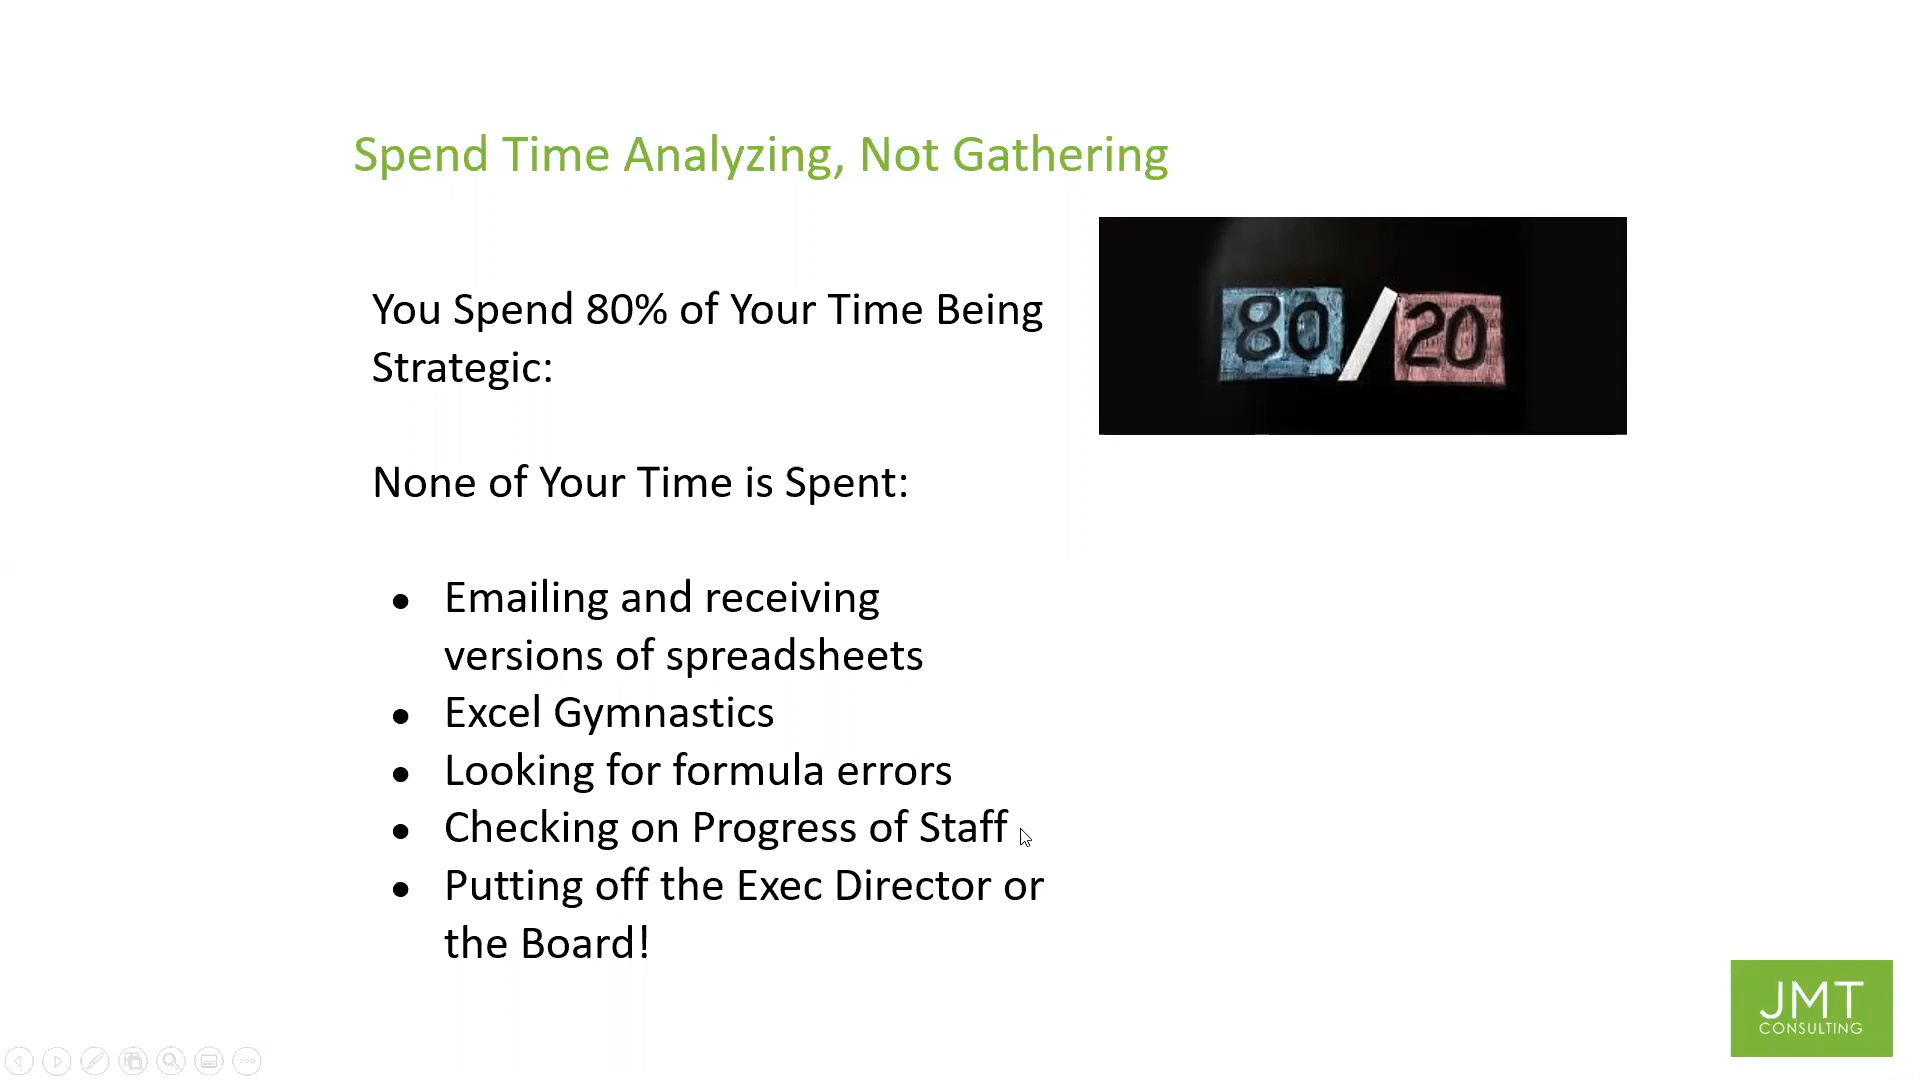 Spend Time Analyzing, Not Gathering
80/20
You Spend 80% of Your Time Being
Strategic:
None of Your Time is Spent:
● Emailing and receiving
versions of spreadsheets
● Excel Gymnastics
● Looking for formula errors
● Checking on Progress of Staff
● Putting off the Exec Director or
the Board!
JMT
CONSULTING